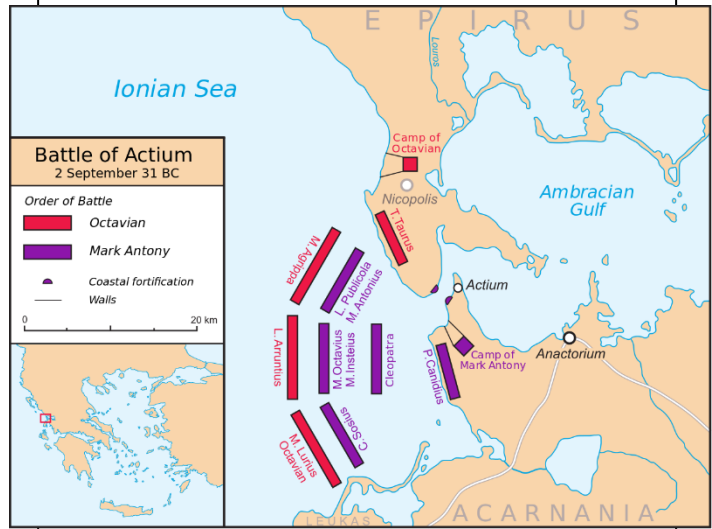 EPIRUS
Louros
Ionian Sea
Camp of
Octavian
Nicopolis
Ambracian
Gulf
Battle of Actium
2 September 31 BC
Order of Battle
Octavian
Mark Antony
Coastal fortification
Walls
0 20 km
T. Taurus
M. Agrippa
L. Publicola
M. Antonius
Actium
L. Arruntius
M. Octavius
M. Insteius
Cleopatra
P. Canidius
Camp of
Mark Antony
Anactorium
C. Sosius
M. Lurius
Octavian
LEUKAS
ACARNANIA